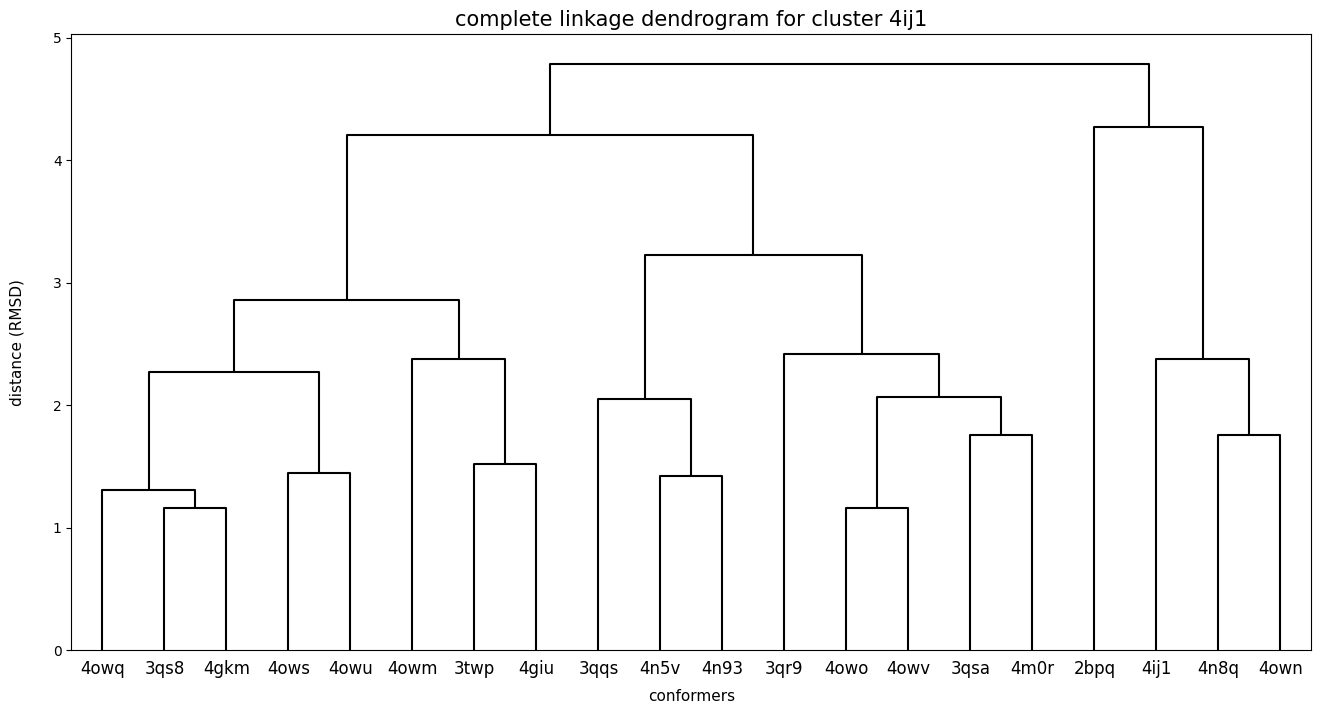 complete linkage dendrogram for cluster 4ij1
5
4
3
2
1
0
distance (RMSD)
4owq 3qs8 4gkm 4ows 4owu 4owm 3twp 4giu 3qqs 4n5v 4n93 3qr9 4owo 4owv 3qsa 4m0r 2bpq 4ij1 4n8q 4own
conformers